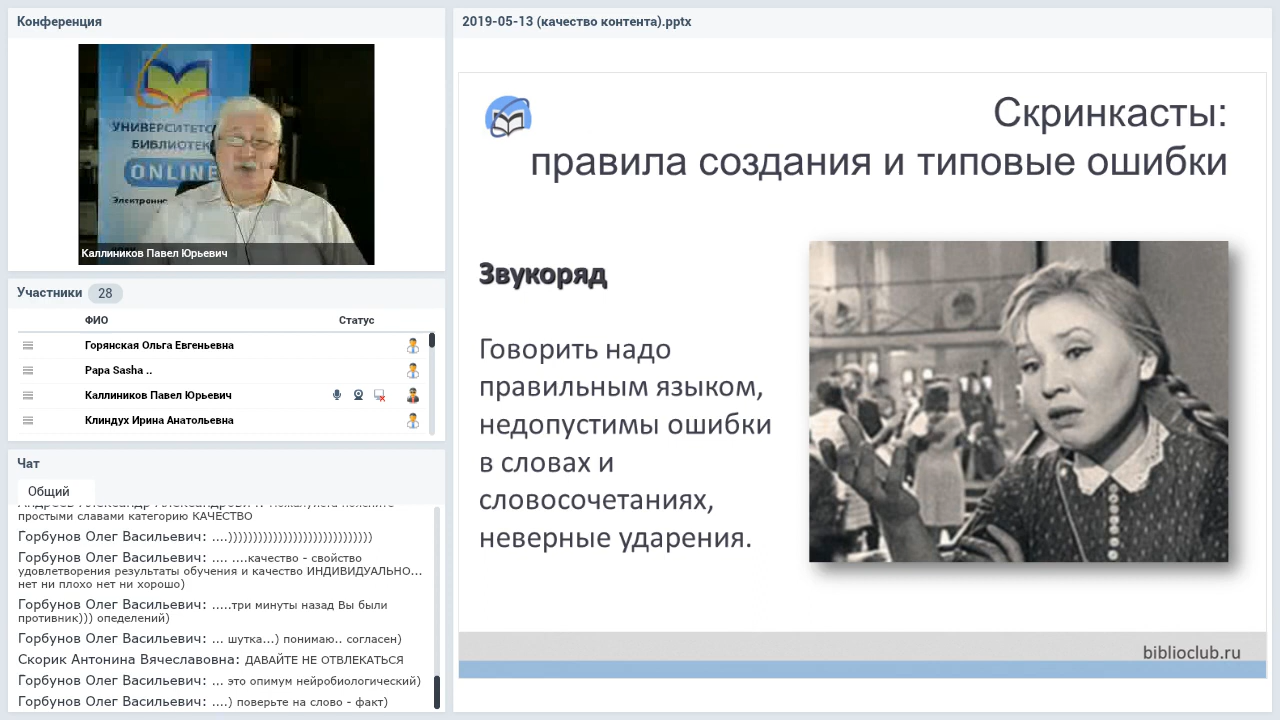 Конференция
УНИВЕРСИТЕТС
БИБЛИОТЕК
ONLINE
Электронно
Каллиников Павел Юрьевич
Участники 28
ФИО Статус
Горянская Ольга Евгеньевна
Papa Sasha ..
Каллиников Павел Юрьевич
Клиндух Ирина Анатольевна
Чат
Общий
простыми славами категорию КАЧЕСТВО
Горбунов Олег Васильевич: ....)))))))))))))))))))))))))))))
Горбунов Олег Васильевич: .... ....качество - свойство
удовлетворения результаты обучения и качество ИНДИВИДУАЛЬНО...
нет ни плохо нет ни хорошо)
Горбунов Олег Васильевич: .....три минуты назад Вы были
противник))) опеделений)
Горбунов Олег Васильевич: ... шутка...) понимаю.. согласен)
Скорик Антонина Вячеславовна: ДАВАЙТЕ НЕ ОТВЛЕКАТЬСЯ
Горбунов Олег Васильевич: ... это опимум нейробиологический)
Горбунов Олег Васильевич: ....) поверьте на слово - факт)
2019-05-13 (качество контента).pptx
Скринкасты:
правила создания и типовые ошибки
Звукоряд
Говорить надо
правильным языком,
недопустимы ошибки
в словах и
словосочетаниях,
неверные ударения.
biblioclub.ru